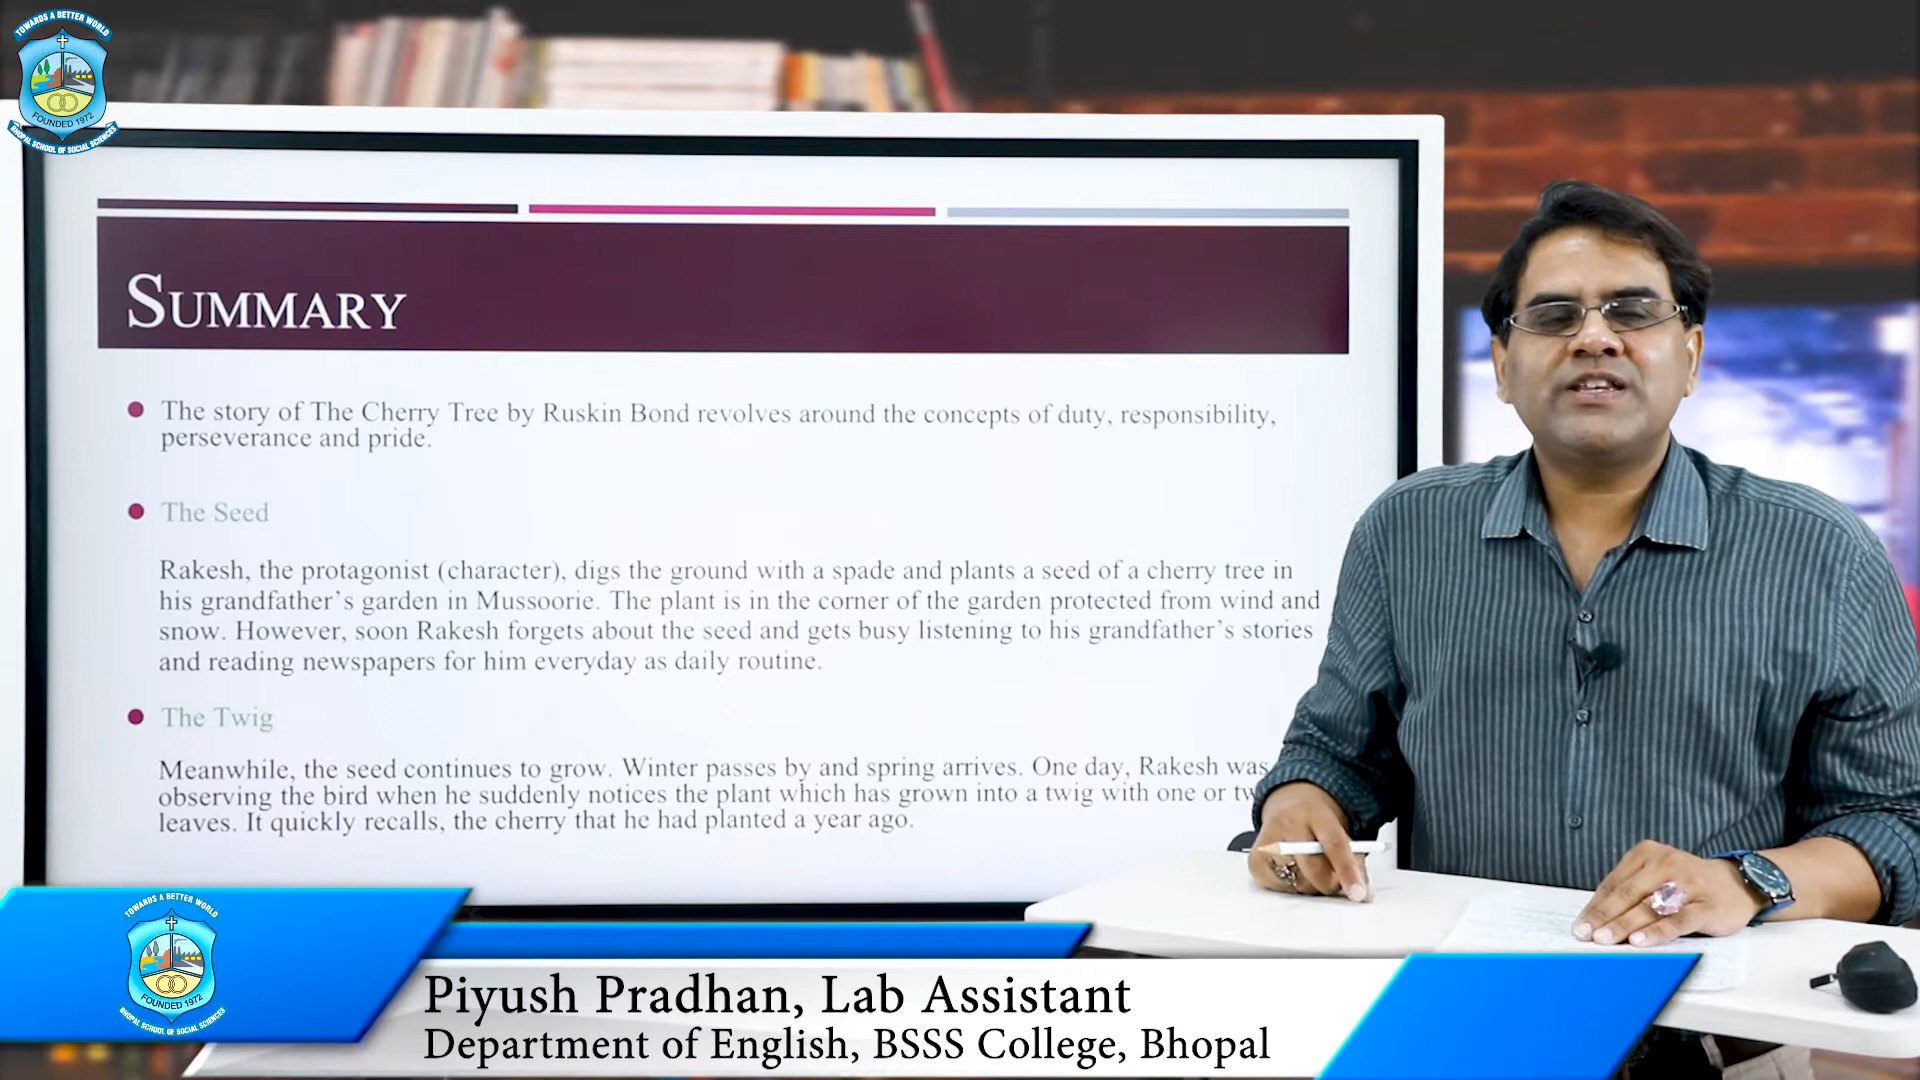 TOWARDS A BETTER WORLD
FOUNDED 1972
BHOPAL SCHOOL OF SOCIAL SCIENCES
SUMMARY
The story of The Cherry Tree by Ruskin Bond revolves around the concepts of duty, responsibility,
perseverance and pride.
The Seed
Rakesh, the protagonist (character), digs the ground with a spade and plants a seed of a cherry tree in
his grandfather's garden in Mussoorie. The plant is in the corner of the garden protected from wind and
snow. However, soon Rakesh forgets about the seed and gets busy listening to his grandfather's stories
and reading newspapers for him everyday as daily routine.
The Twig
Meanwhile, the seed continues to grow. Winter passes by and spring arrives. One day, Rakesh was
observing the bird when he suddenly notices the plant which has grown into a twig with one or
leaves. It quickly recalls, the cherry that he had planted a year ago.
TOWARDS A BETTER WORLD
FOUNDED 1972
BHOPAL SCHOOL OF SOCIAL SCIENCES
Piyush Pradhan, Lab Assistant
Department of English, BSSS College, Bhopal